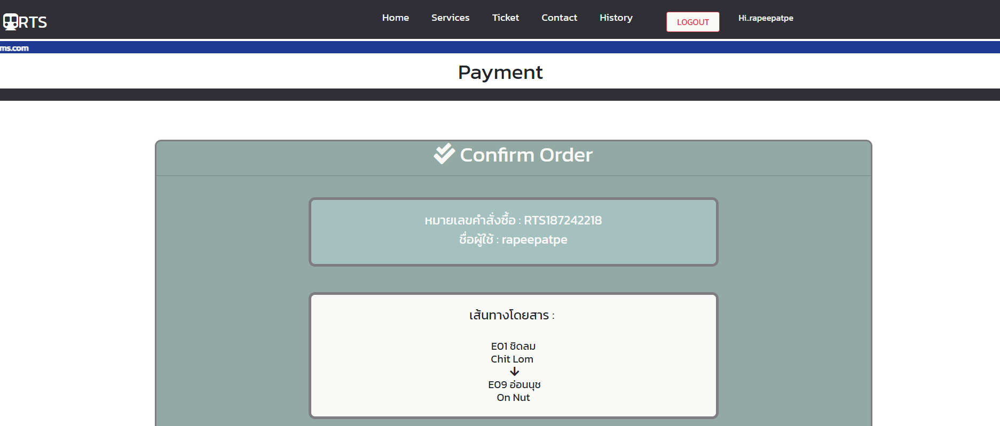 RTS
Home
Services
Ticket
Contact
History
LOGOUT
Hi..rapeepatpe
ms.com
Payment
Confirm Order
หมายเลขคำสั่งซื้อ : RTS187242218
ชื่อผู้ใช้ : rapeepatpe
เส้นทางโดยสาร :
E01 ชิดลม
Chit Lom
E09 อ่อนนุช
On Nut